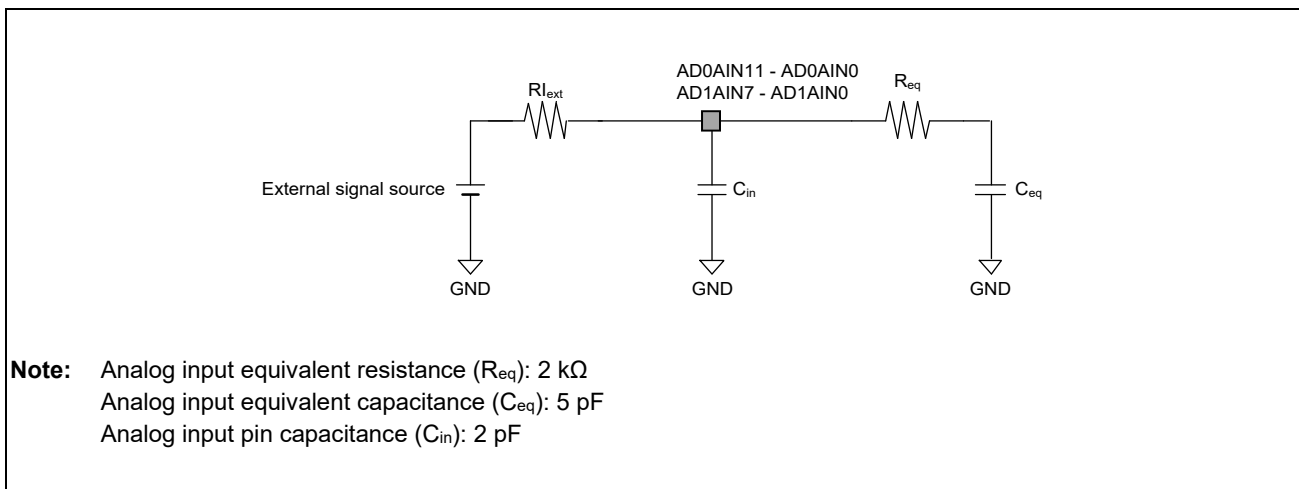 AD0AIN11 - AD0AIN0
AD1AIN7 - AD1AIN0
RIext
Req
External signal source
Cin
Ceq
GND
GND
GND
Note: Analog input equivalent resistance (Req): 2 kΩ
Analog input equivalent capacitance (Ceq): 5 pF
Analog input pin capacitance (Cin): 2 pF